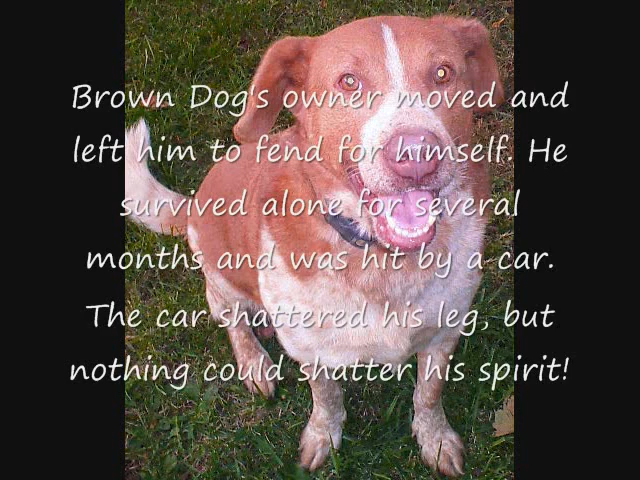 Brown Dog's owner moved and
left him to fend for himself. He
survived alone for several
months and was hit by a car.
The car shattered his leg, but
nothing could shatter his spirit!